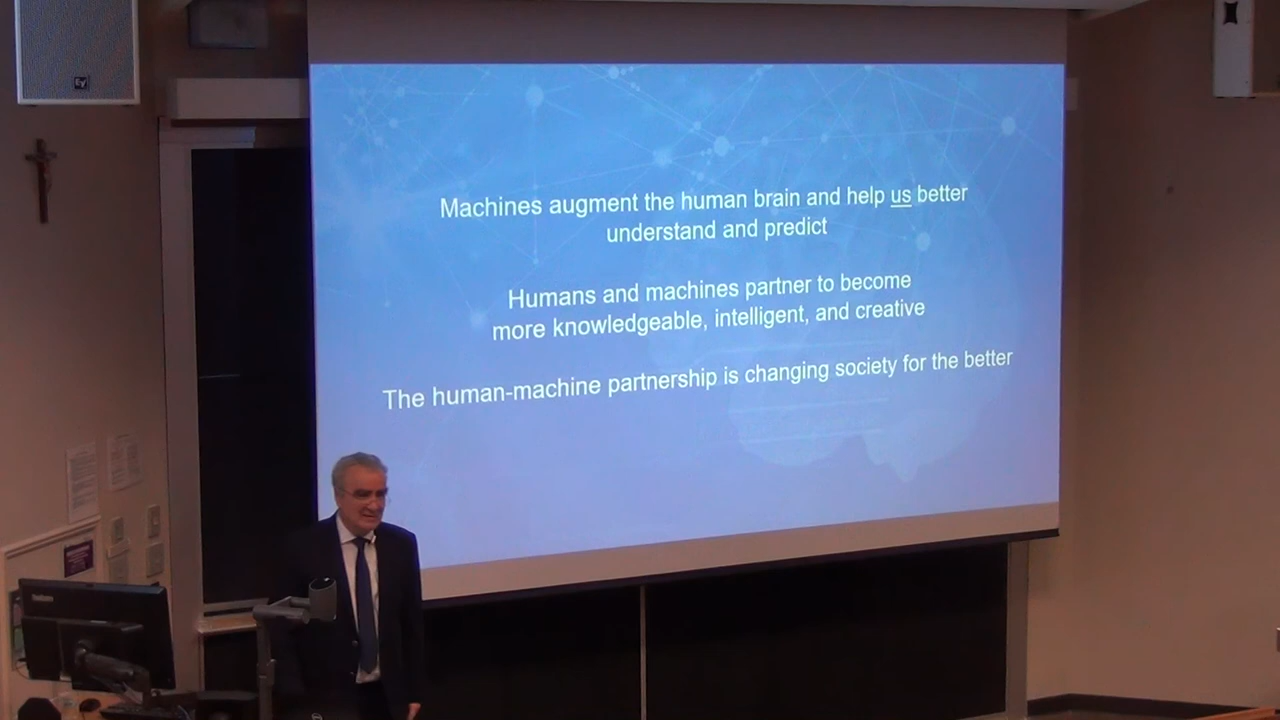 EV
Machines augment the human brain and help us better
understand and predict
Humans and machines partner to become
more knowledgeable, intelligent, and creative
The human-machine partnership is changing society for the better